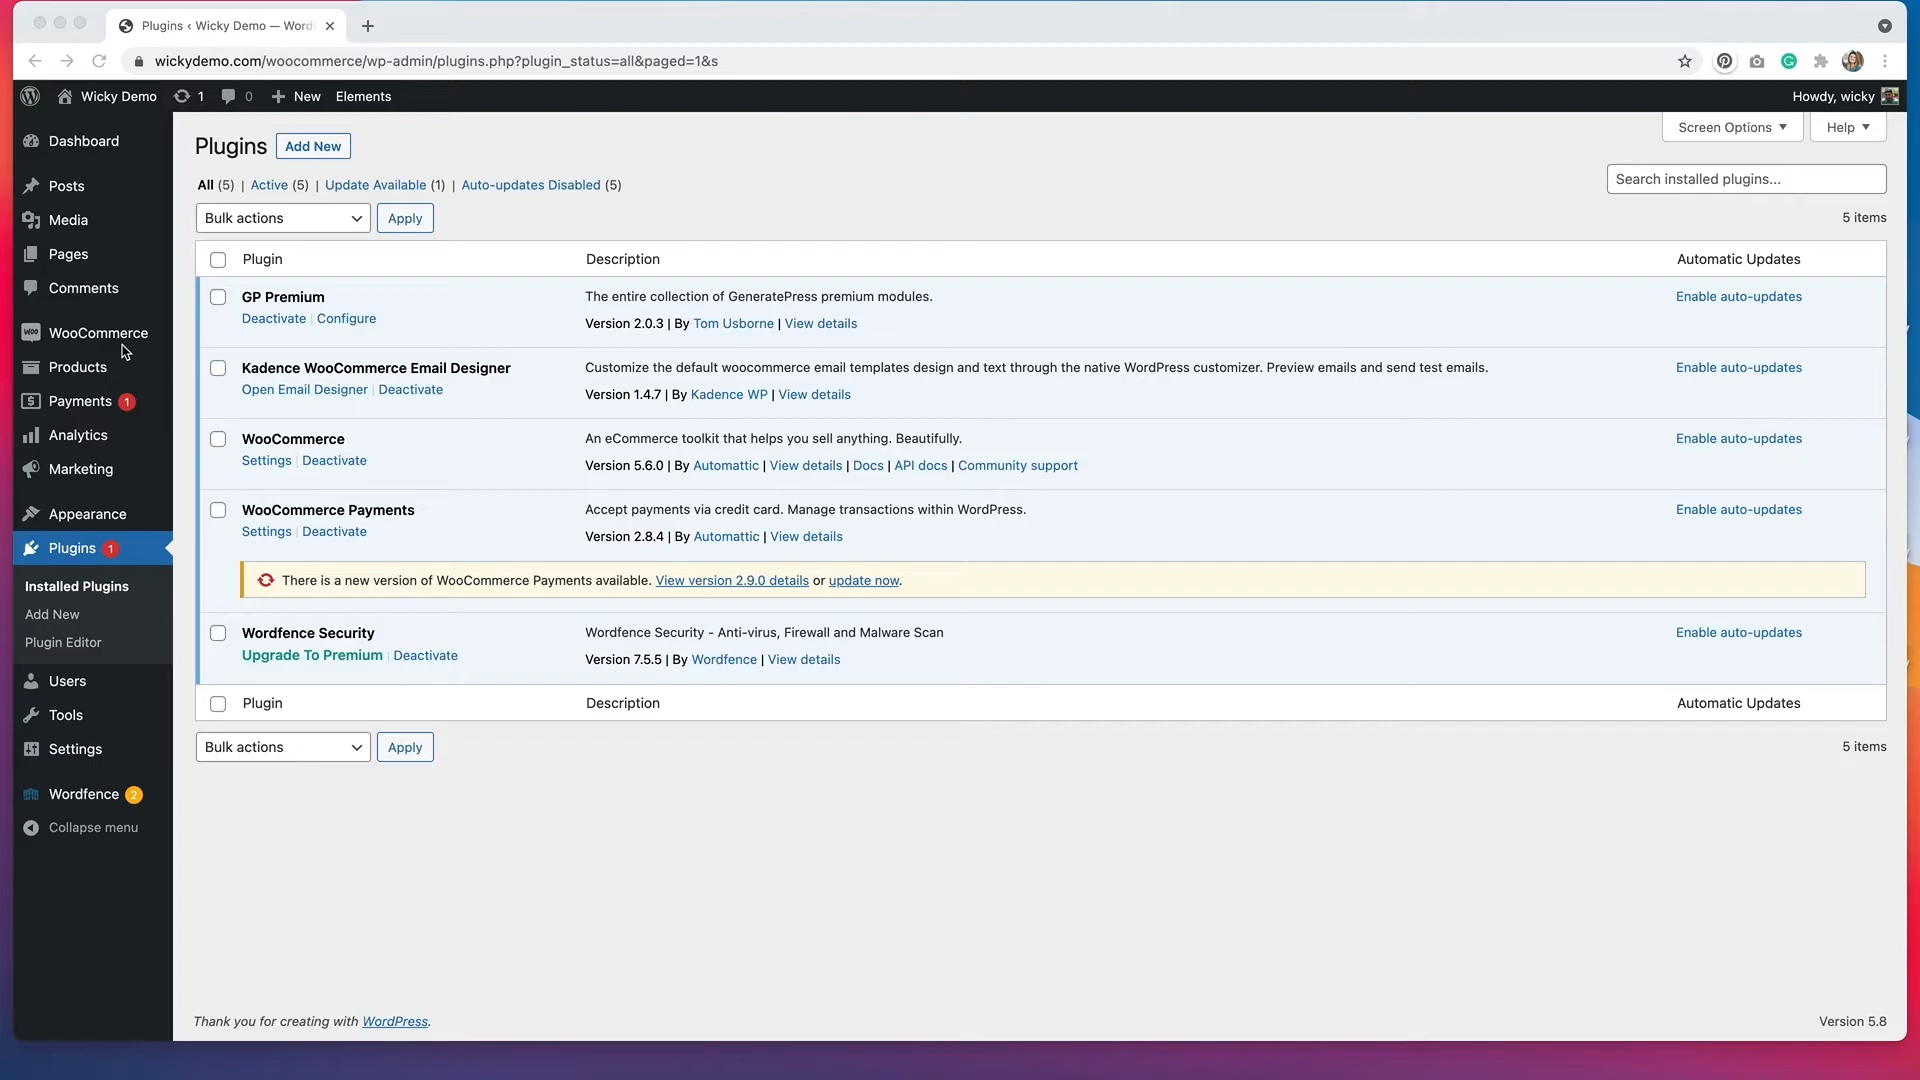 Plugins ‹ Wicky Demo — Word
wickydemo.com/woocommerce/wp-admin/plugins.php?plugin_status=all&paged=1&s
Wicky Demo 1 0 New Elements Howdy, wicky
Dashboard
Posts
Media
Pages
Comments
WooCommerce
Products
Payments 1
Analytics
Marketing
Appearance
Plugins 1
Installed Plugins
Add New
Plugin Editor
Users
Tools
Settings
Wordfence 2
Collapse menu
Screen Options Help
Plugins Add New
All (5) | Active (5) | Update Available (1) | Auto-updates Disabled (5)
Search installed plugins...
Bulk actions Apply 5 items
Plugin Description Automatic Updates
GP Premium The entire collection of GeneratePress premium modules. Enable auto-updates
Deactivate | Configure Version 2.0.3 | By Tom Usborne | View details
Kadence WooCommerce Email Designer Customize the default woocommerce email templates design and text through the native WordPress customizer. Preview emails and send test emails. Enable auto-updates
Open Email Designer | Deactivate Version 1.4.7 | By Kadence WP | View details
WooCommerce An eCommerce toolkit that helps you sell anything. Beautifully. Enable auto-updates
Settings | Deactivate Version 5.6.0 | By Automattic | View details | Docs | API docs | Community support
WooCommerce Payments Accept payments via credit card. Manage transactions within WordPress. Enable auto-updates
Settings | Deactivate Version 2.8.4 | By Automattic | View details
There is a new version of WooCommerce Payments available. View version 2.9.0 details or update now.
Wordfence Security Wordfence Security - Anti-virus, Firewall and Malware Scan Enable auto-updates
Upgrade To Premium | Deactivate Version 7.5.5 | By Wordfence | View details
Plugin Description Automatic Updates
Bulk actions Apply 5 items
Thank you for creating with WordPress. Version 5.8